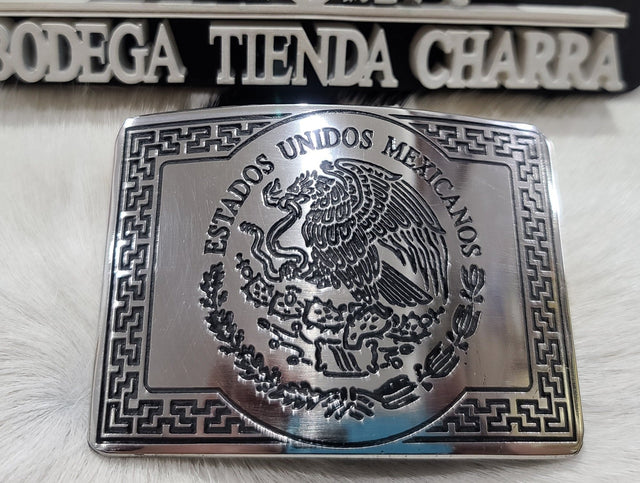 BODEGA TIENDA CHARRA
ESTADOS UNIDOS MEXICANOS